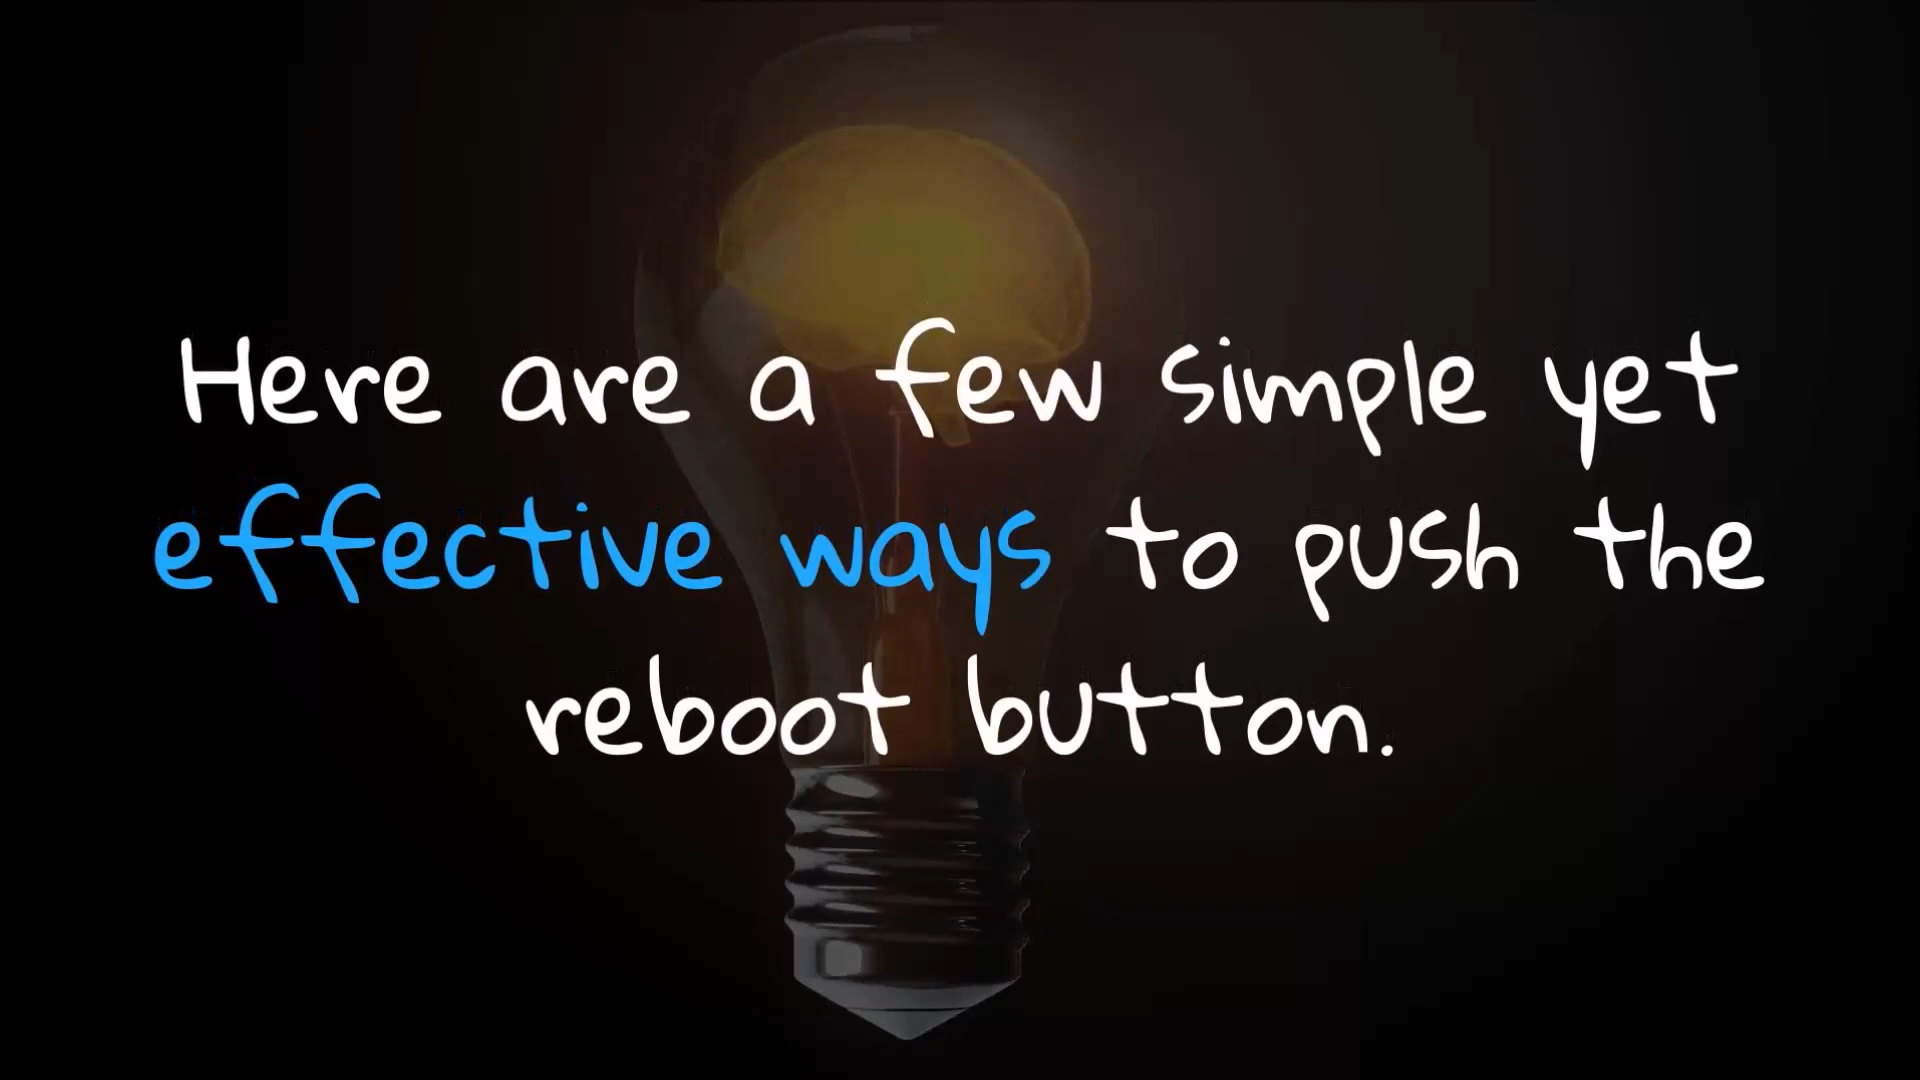 Here are a few simple yet
effective ways to push the
reboot button.